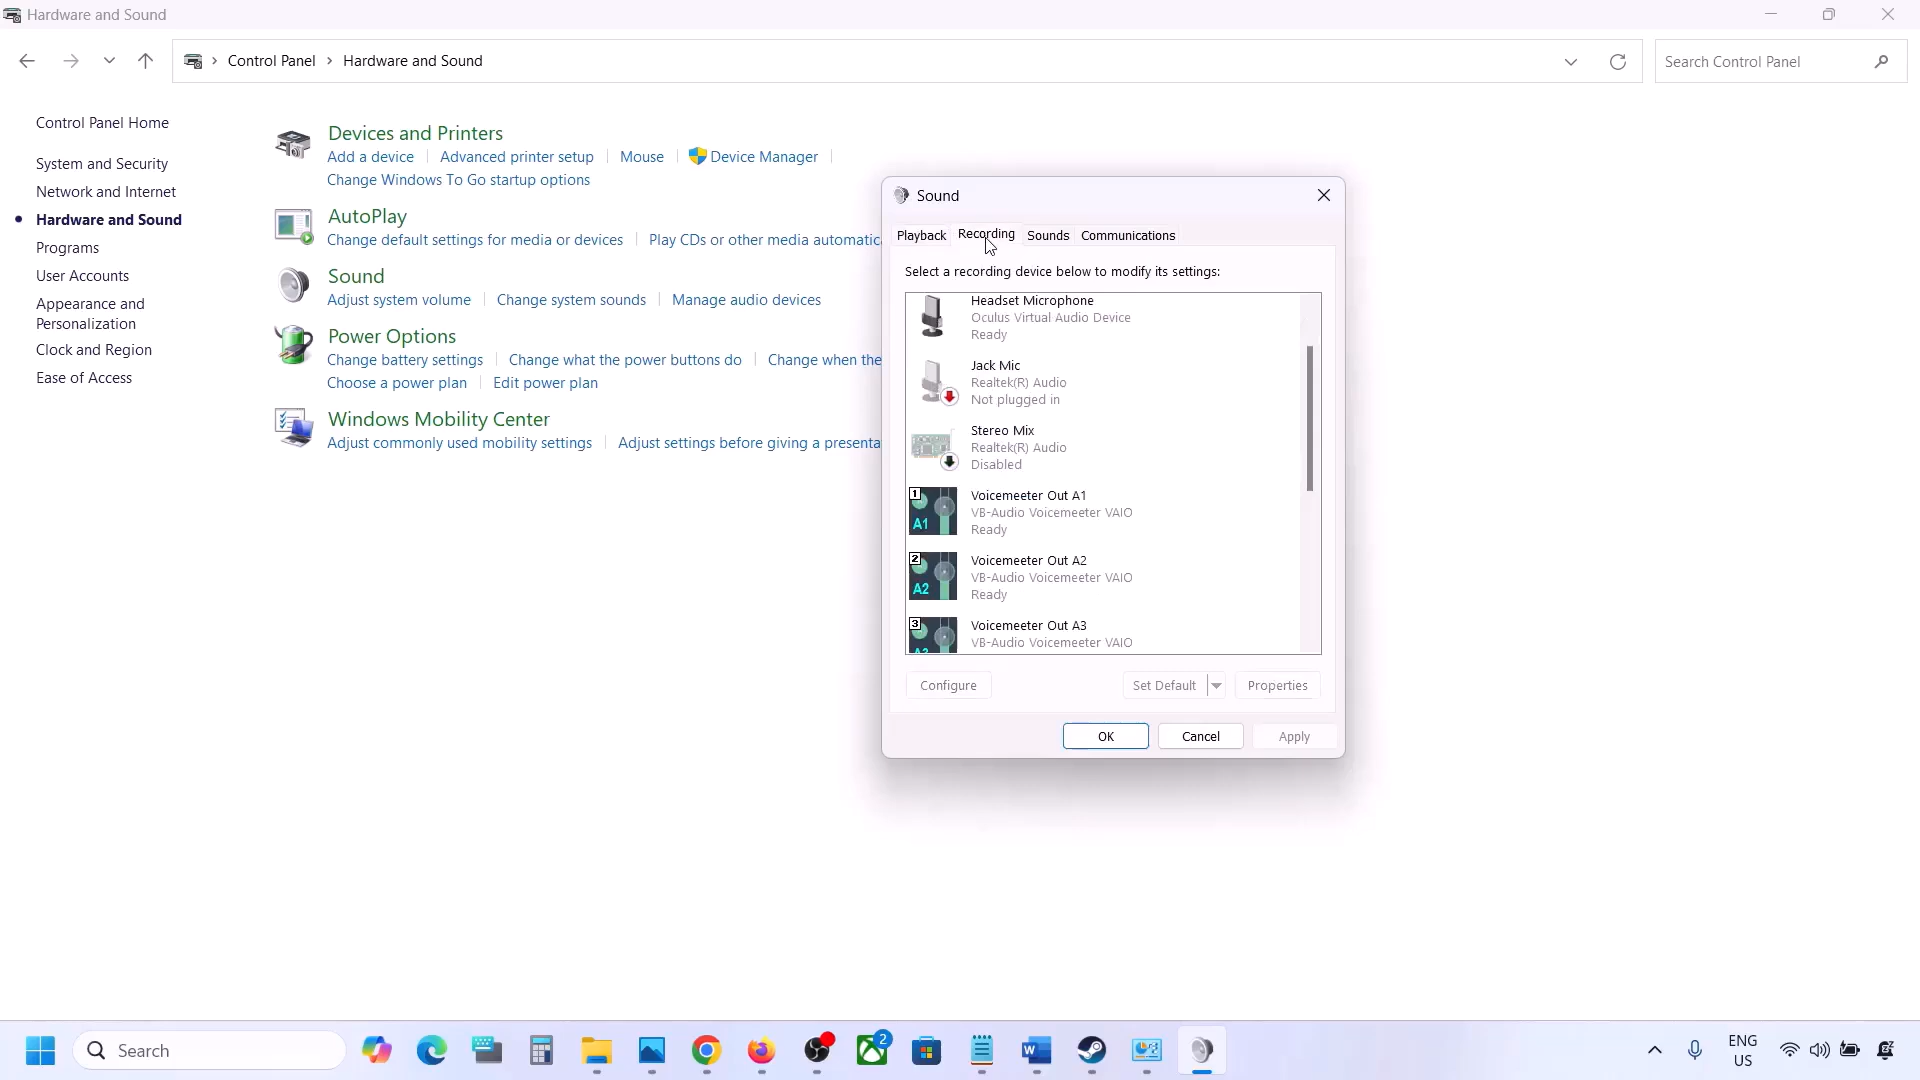 Hardware and Sound
Control Panel
Hardware and Sound
Search Control Panel
Control Panel Home
System and Security
Network and Internet
Hardware and Sound
Programs
User Accounts
Appearance and
Personalization
Clock and Region
Ease of Access
Devices and Printers
Add a device Advanced printer setup Mouse Device Manager
Change Windows To Go startup options
AutoPlay
Change default settings for media or devices Play CDs or other media automatic
Sound
Adjust system volume Change system sounds Manage audio devices
Power Options
Change battery settings Change what the power buttons do Change when the
Choose a power plan Edit power plan
Windows Mobility Center
Adjust commonly used mobility settings Adjust settings before giving a presenta
Sound
Playback Recording Sounds Communications
Select a recording device below to modify its settings:
Headset Microphone
Oculus Virtual Audio Device
Ready
Jack Mic
Realtek(R) Audio
Not plugged in
Stereo Mix
Realtek(R) Audio
Disabled
1
A1
Voicemeeter Out A1
VB-Audio Voicemeeter VAIO
Ready
2
A2
Voicemeeter Out A2
VB-Audio Voicemeeter VAIO
Ready
3
A3
Voicemeeter Out A3
VB-Audio Voicemeeter VAIO
Configure Set Default Properties
OK Cancel Apply
Search
2
ENG
US